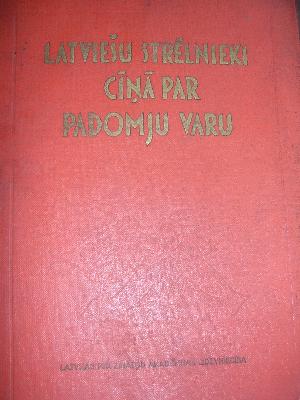 LATVIEŠU STRĒLNIEKI
CĪŅĀ PAR
PADOMJU VARU
LATVIJAS PSR ZINĀTŅU AKADĒMIJAS IZDEVNIECĪBA